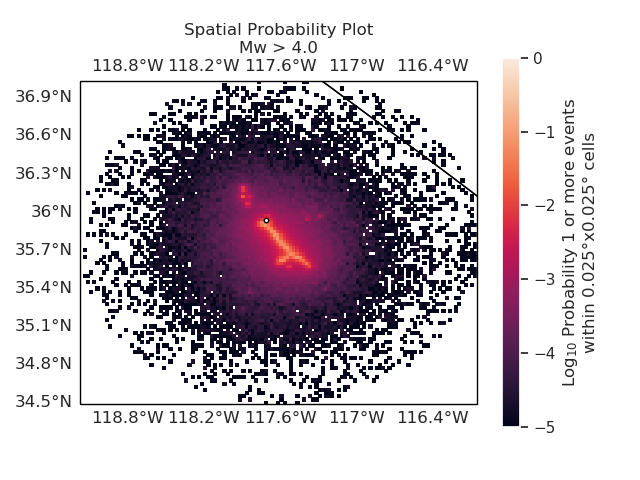 Spatial Probability Plot
Mw > 4.0
118.8°W 118.2°W 117.6°W 117°W 116.4°W
36.9°N
36.6°N
36.3°N
36°N
35.7°N
35.4°N
35.1°N
34.8°N
34.5°N
118.8°W 118.2°W 117.6°W 117°W 116.4°W
0
−1
−2
−3
−4
−5
Log₁₀ Probability 1 or more events
within 0.025°x0.025° cells